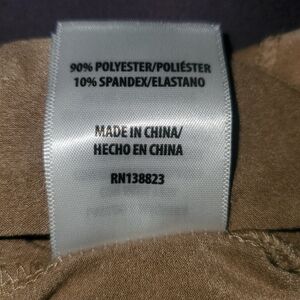 90% POLYESTER/POLIÉSTER
10% SPANDEX/ELASTANO
MADE IN CHINA/
HECHO EN CHINA
RN138823